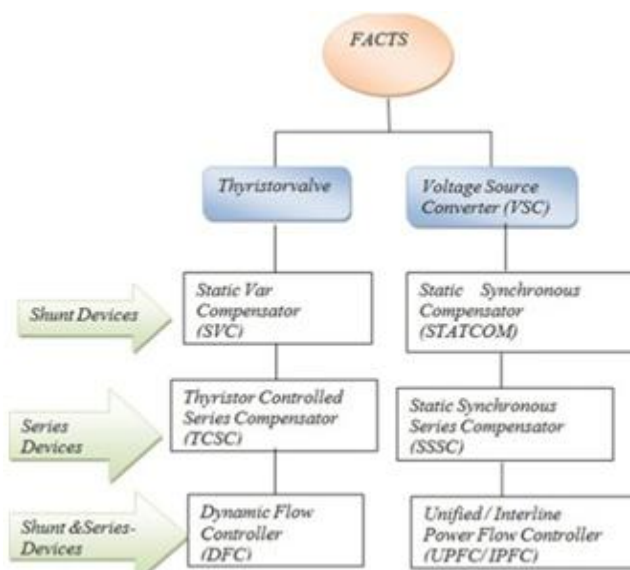 FACTS
Thyristorvalve
Voltage Source
Converter (VSC)
Shunt Devices
Static Var
Compensator
(SVC)
Static Synchronous
Compensator
(STATCOM)
Series
Devices
Thyristor Controlled
Series Compensator
(TCSC)
Static Synchronous
Series Compensator
(SSSC)
Shunt &Series-
Devices
Dynamic Flow
Controller
(DFC)
Unified / Interline
Power Flow Controller
(UPFC/ IPFC)